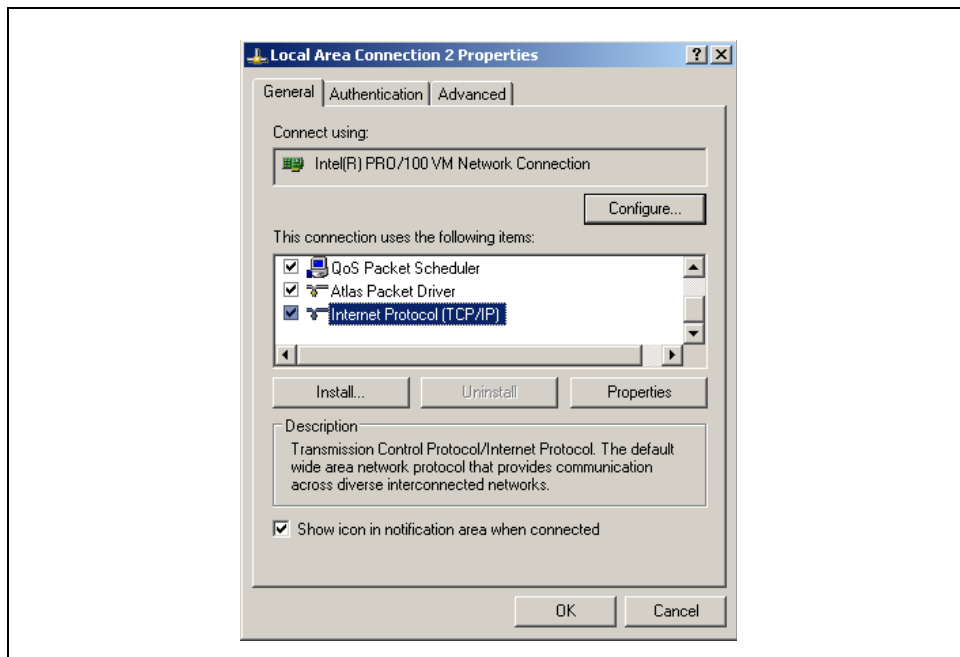 Local Area Connection 2 Properties
General Authentication Advanced
Connect using:
Intel(R) PRO/100 VM Network Connection
Configure...
This connection uses the following items:
QoS Packet Scheduler
Atlas Packet Driver
Internet Protocol (TCP/IP)
Install... Uninstall Properties
Description
Transmission Control Protocol/Internet Protocol. The default
wide area network protocol that provides communication
across diverse interconnected networks.
Show icon in notification area when connected
OK Cancel